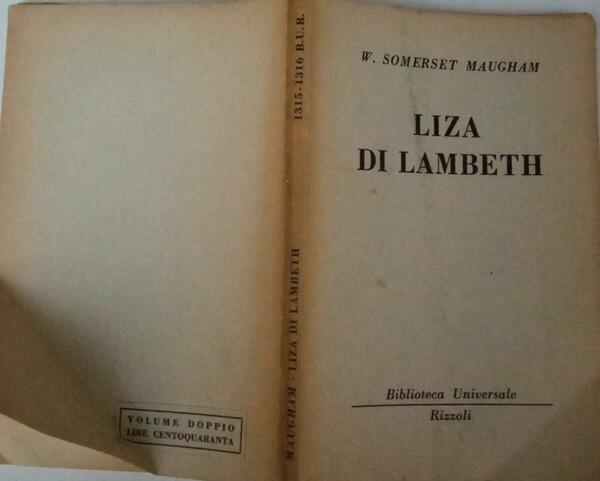 W. SOMERSET MAUGHAM
LIZA
DI LAMBETH
Biblioteca Universale
Rizzoli
MAUGHAM - LIZA DI LAMBETH
1315-1316 B.U.R.
VOLUME DOPPIO
LIRE CENTOQUARANTA